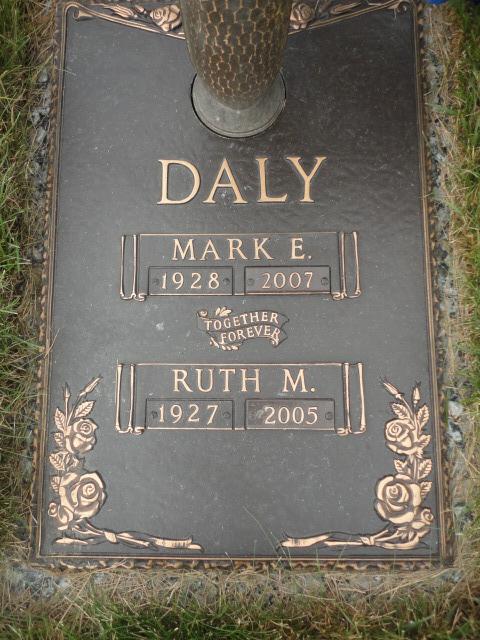 DALY
MARK E.
1928 2007
TOGETHER
FOREVER
RUTH M.
1927 2005